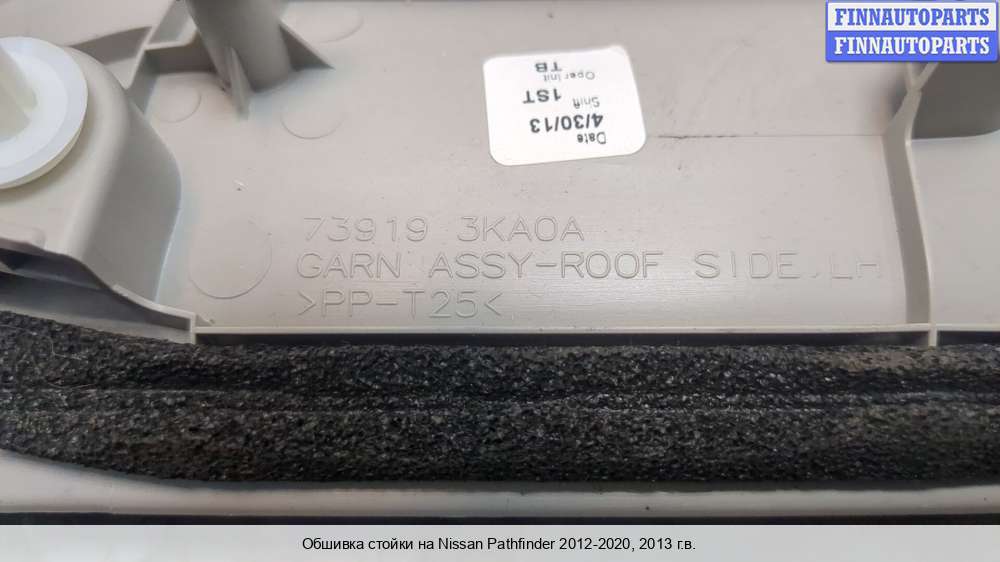 FINNAUTOPARTS
FINNAUTOPARTS
Date
4/30/13
Shift
1ST
Oper Init
TB
73919 3KA0A
GARN ASSY-ROOF SIDE.LH
>PP-T25<
Обшивка стойки на Nissan Pathfinder 2012-2020, 2013 г.в.